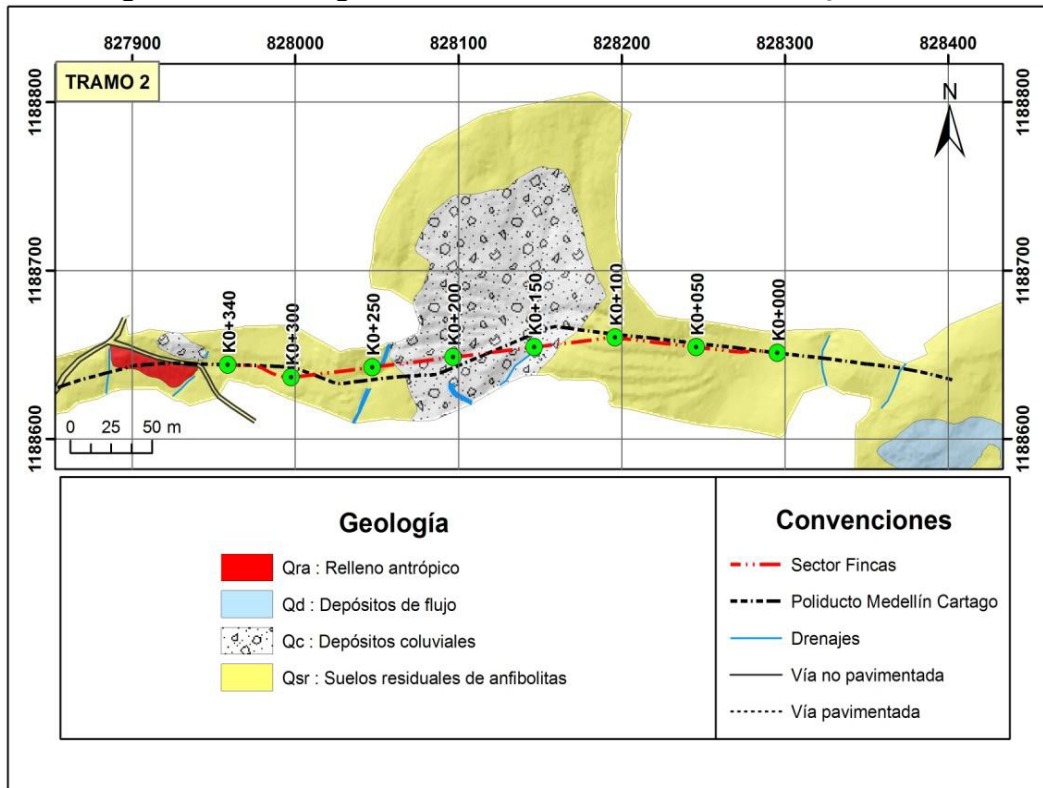 827900 828000 828100 828200 828300 828400
TRAMO 2
1188800 1188800
N
1188700 1188700
K0+340 K0+300 K0+250 K0+200 K0+150 K0+100 K0+050 K0+000
1188600 1188600
0 25 50 m
Geología
Qra : Relleno antrópico
Qd : Depósitos de flujo
Qc : Depósitos coluviales
Qsr : Suelos residuales de anfibolitas
Convenciones
Sector Fincas
Poliducto Medellín Cartago
Drenajes
Vía no pavimentada
Vía pavimentada